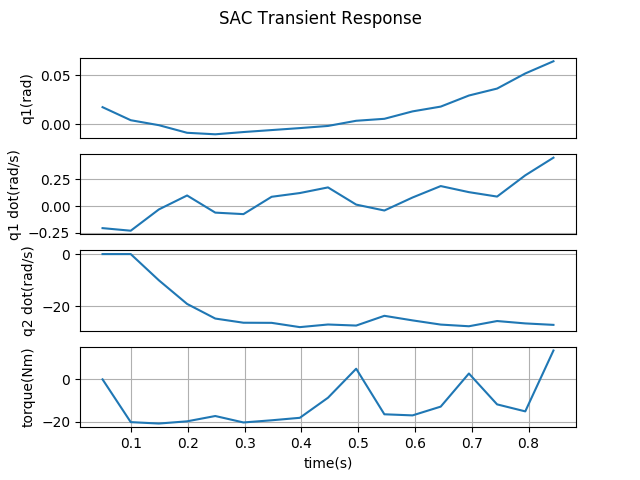 SAC Transient Response
0.05
0.00
q1(rad)
0.25
0.00
−0.25
q1 dot(rad/s)
0
−20
q2 dot(rad/s)
0
−20
torque(Nm)
0.1 0.2 0.3 0.4 0.5 0.6 0.7 0.8
time(s)